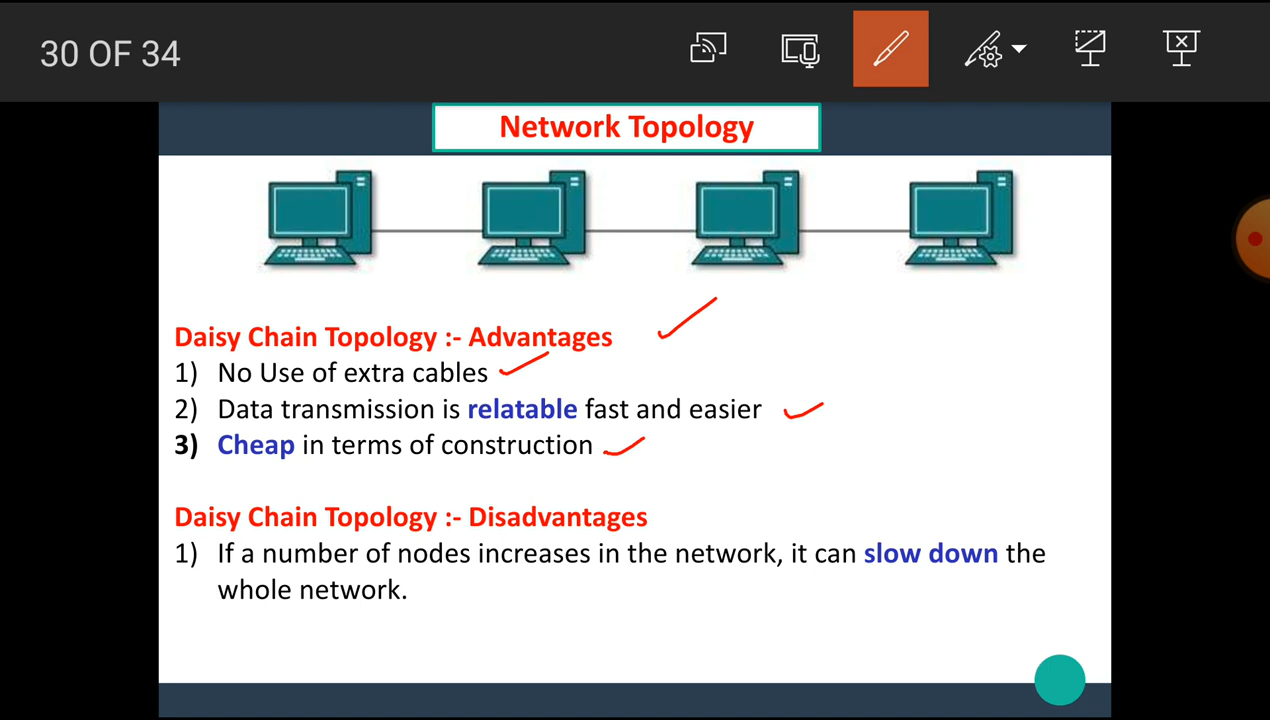 30 OF 34
Network Topology
Daisy Chain Topology :- Advantages
1) No Use of extra cables
2) Data transmission is relatable fast and easier
3) Cheap in terms of construction
Daisy Chain Topology :- Disadvantages
1) If a number of nodes increases in the network, it can slow down the
whole network.